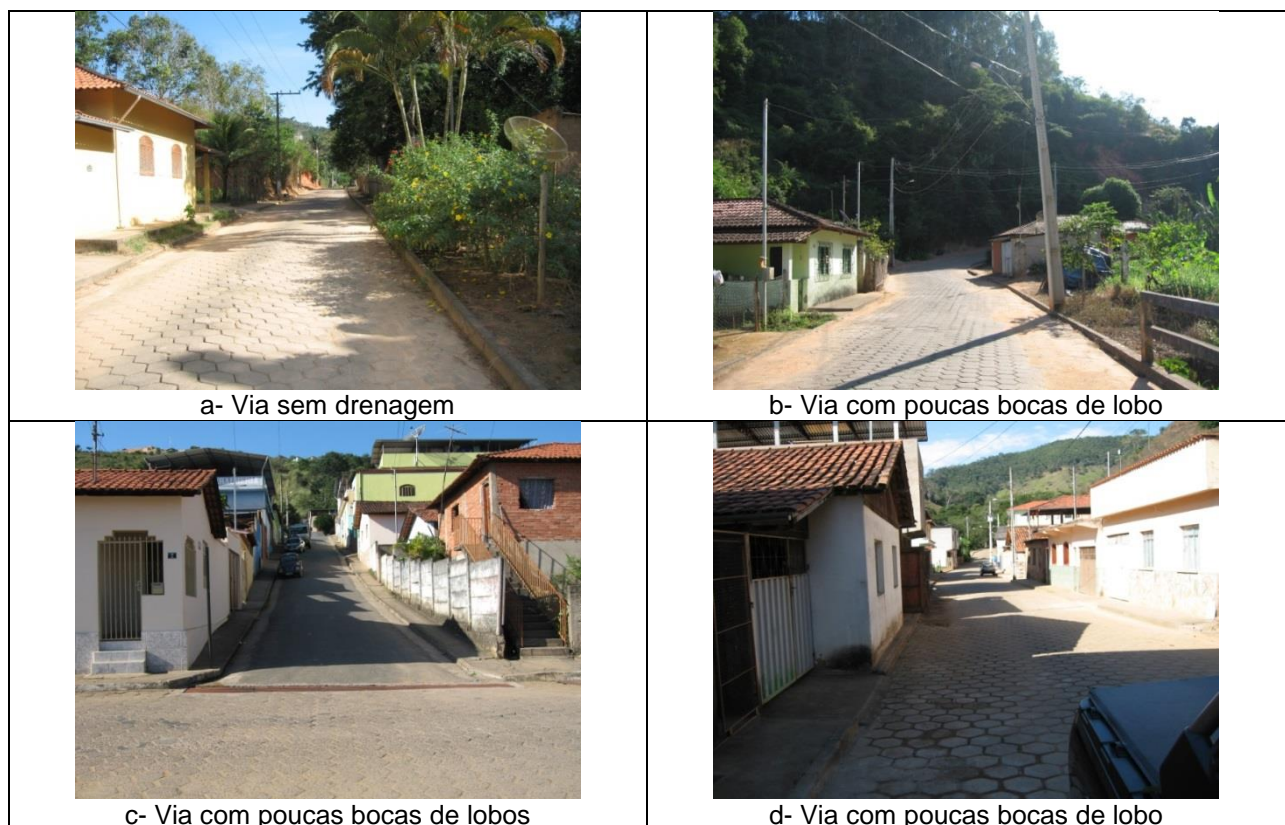 a- Via sem drenagem
b- Via com poucas bocas de lobo
c- Via com poucas bocas de lobos
d- Via com poucas bocas de lobo